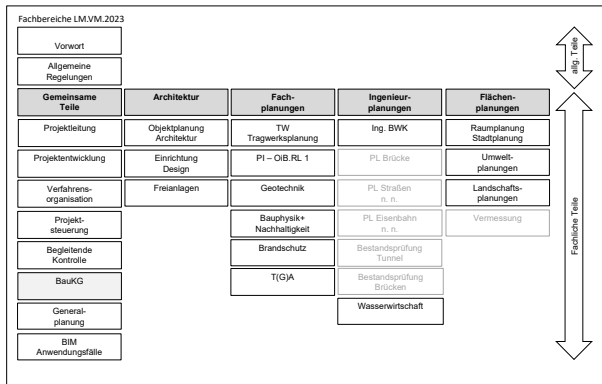 Fachbereiche LM.VM.2023
Vorwort
Allgemeine
Regelungen
allg. Teile
Gemeinsame
Teile
Projektleitung
Projektentwicklung
Verfahrens-
organisation
Projekt-
steuerung
Begleitende
Kontrolle
BauKG
General-
planung
BIM
Anwendungsfälle
Architektur
Objektplanung
Architektur
Einrichtung
Design
Freianlagen
Fach-
planungen
TW
Tragwerksplanung
PI – OiB.RL 1
Geotechnik
Bauphysik+
Nachhaltigkeit
Brandschutz
T(G)A
Ingenieur-
planungen
Ing. BWK
PL Brücke
PL Straßen
n. n.
PL Eisenbahn
n. n.
Bestandsprüfung
Tunnel
Bestandsprüfung
Brücken
Wasserwirtschaft
Flächen-
planungen
Raumplanung
Stadtplanung
Umwelt-
planungen
Landschafts-
planungen
Vermessung
Fachliche Teile